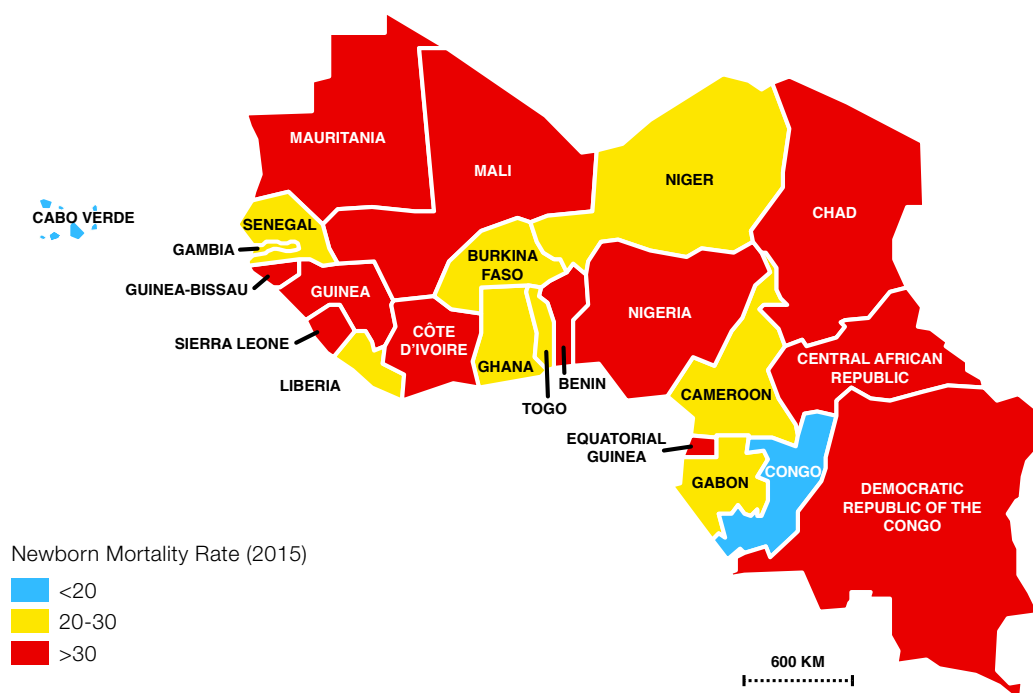 MAURITANIA
MALI
NIGER
CHAD
CABO VERDE
SENEGAL
GAMBIA
BURKINA
FASO
GUINEA-BISSAU
GUINEA
NIGERIA
SIERRA LEONE
CÔTE
D'IVOIRE
GHANA
LIBERIA
BENIN
TOGO
CENTRAL AFRICAN
REPUBLIC
CAMEROON
EQUATORIAL
GUINEA
GABON
CONGO
DEMOCRATIC
REPUBLIC OF THE
CONGO
Newborn Mortality Rate (2015)
<20
20-30
>30
600 KM